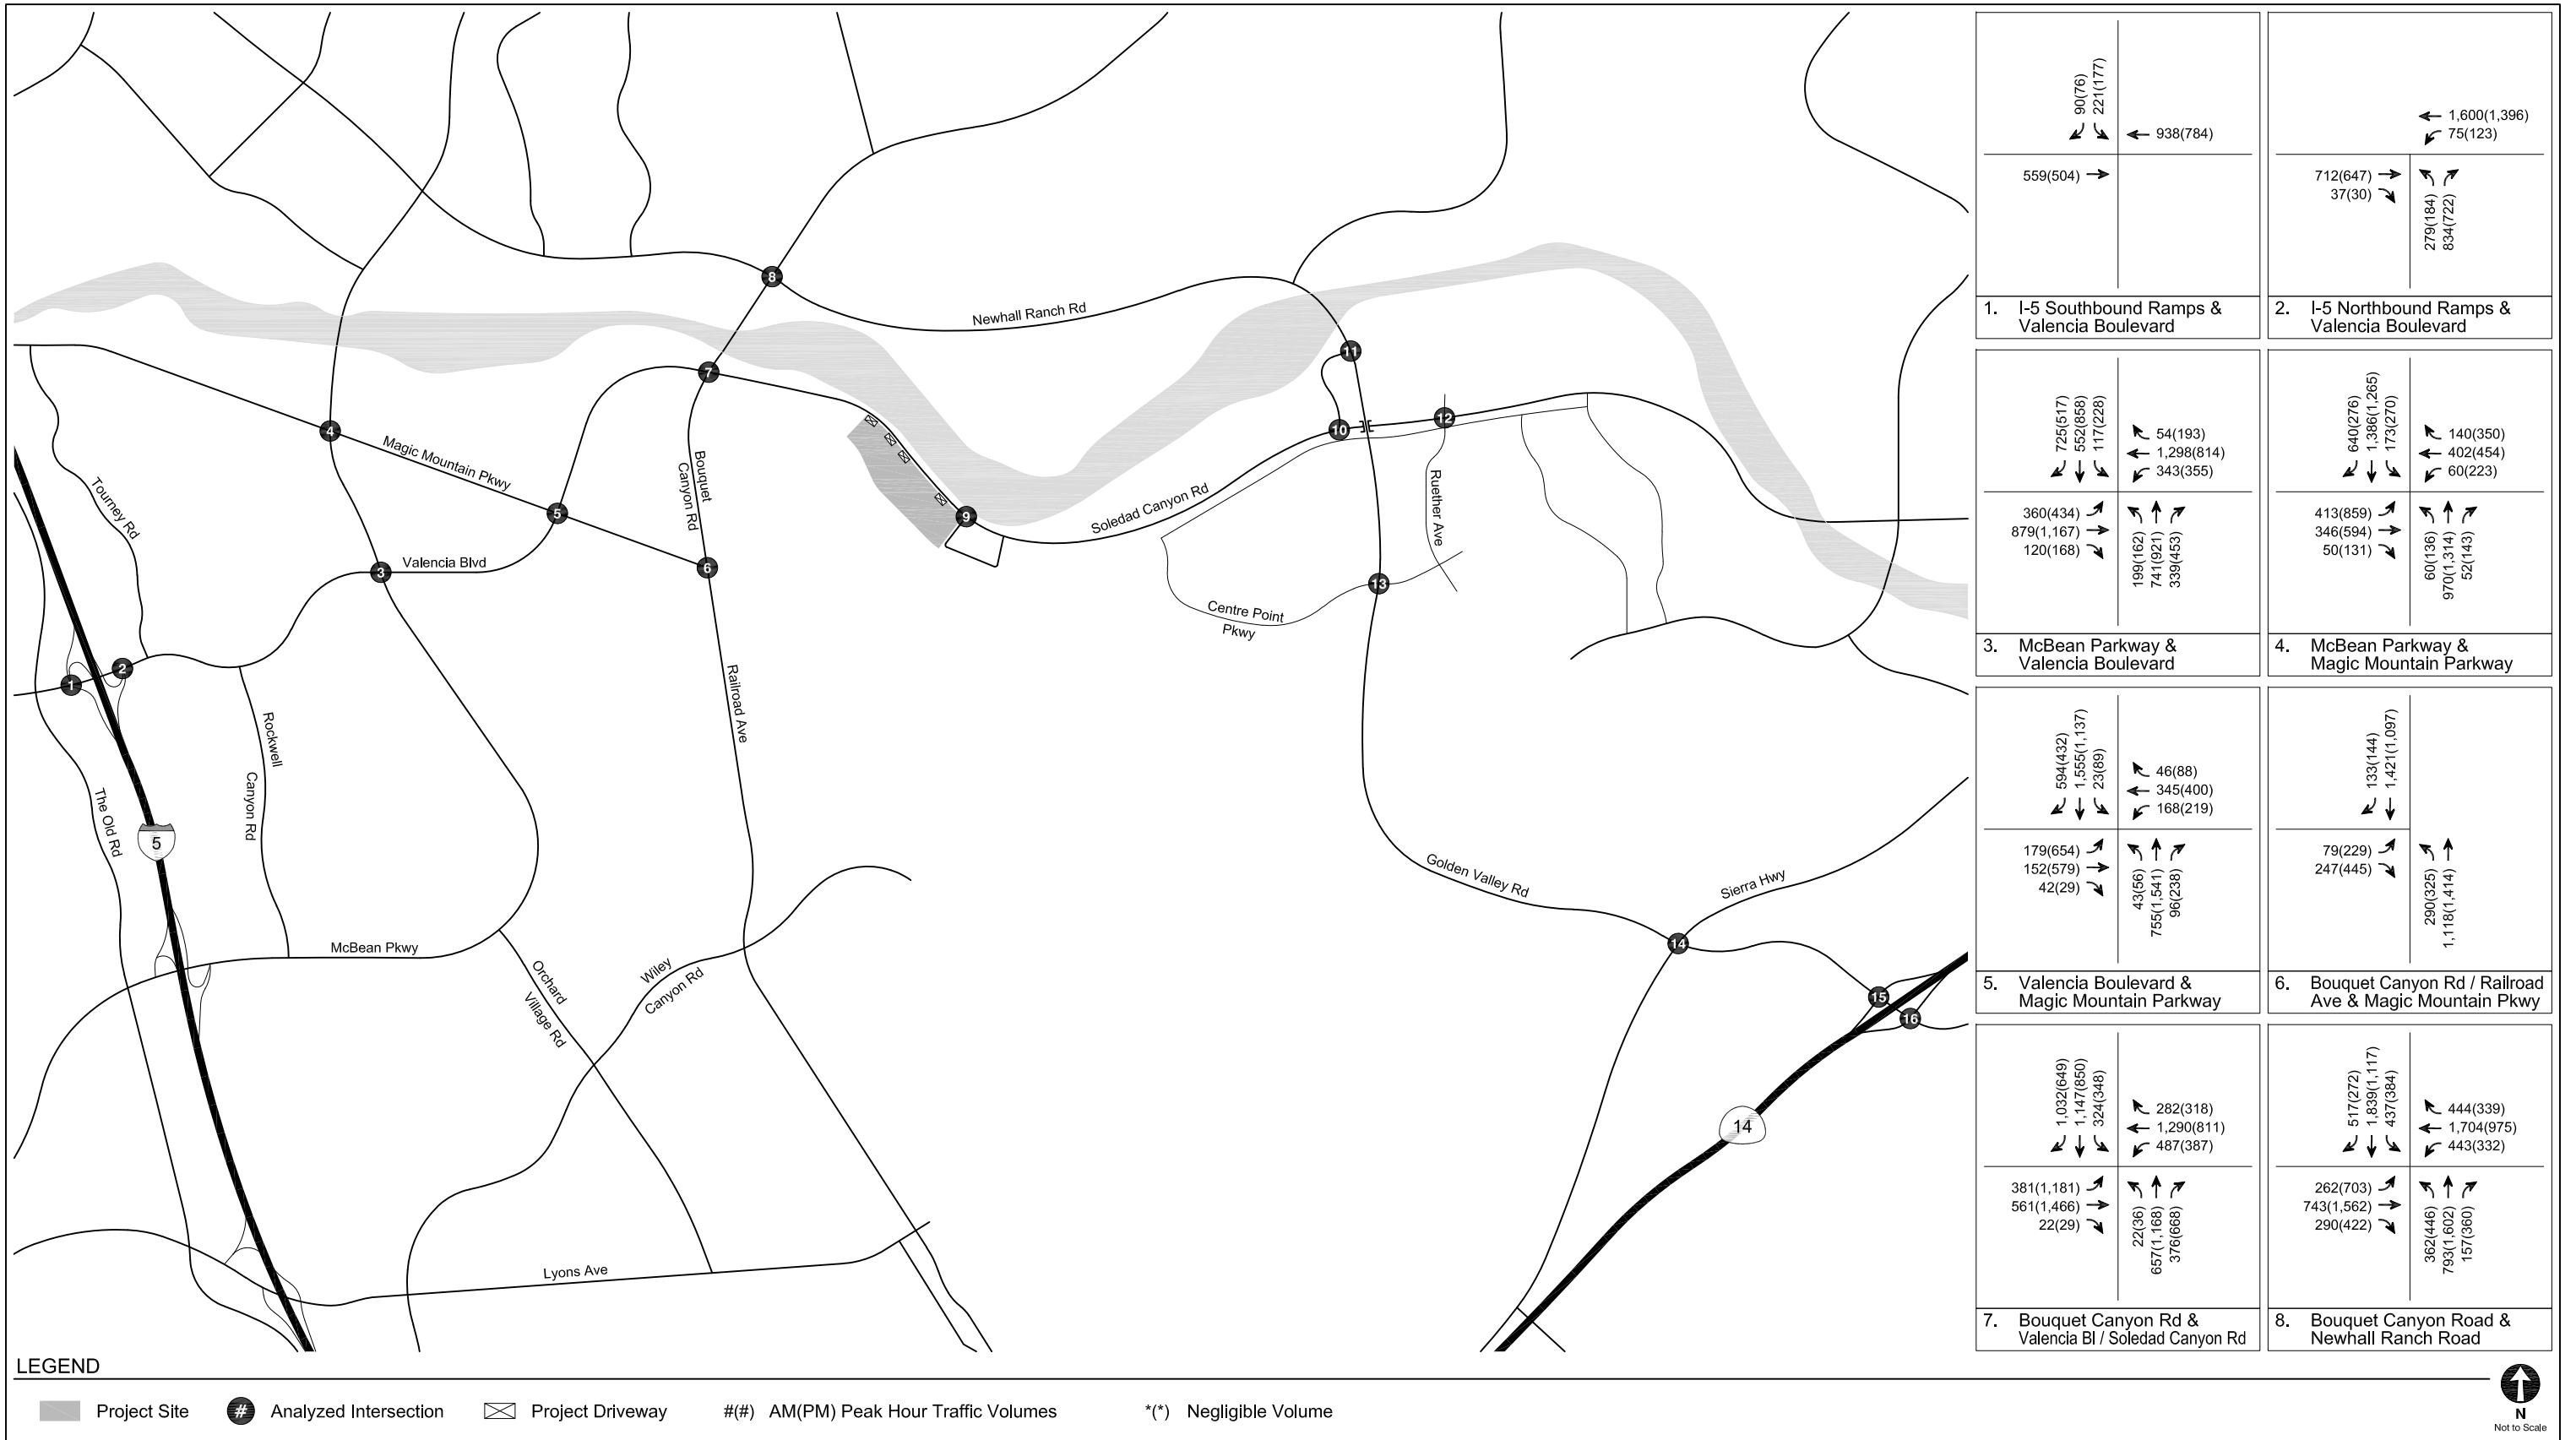 8
Newhall Ranch Rd
7
11
10
12
4
Magic Mountain Pkwy
Bouquet
Canyon Rd
Tourney Rd
5
9
Soledad Canyon Rd
Ruether Ave
3
Valencia Blvd
6
13
Centre Point
Pkwy
1
2
Rockwell
Canyon Rd
Railroad Ave
The Old Rd
5
Golden Valley Rd
Sierra Hwy
McBean Pkwy
14
Orchard
Village Rd
Wiley
Canyon Rd
15
16
14
Lyons Ave
90(76)
221(177)
938(784)
559(504)
1. I-5 Southbound Ramps &
Valencia Boulevard
1,600(1,396)
75(123)
712(647)
37(30)
279(184)
834(722)
2. I-5 Northbound Ramps &
Valencia Boulevard
725(517)
552(858)
117(228)
54(193)
1,298(814)
343(355)
360(434)
879(1,167)
120(168)
199(162)
741(921)
339(453)
3. McBean Parkway &
Valencia Boulevard
640(276)
1,386(1,265)
173(270)
140(350)
402(454)
60(223)
413(859)
346(594)
50(131)
60(136)
970(1,314)
52(143)
4. McBean Parkway &
Magic Mountain Parkway
594(432)
1,555(1,137)
23(89)
46(88)
345(400)
168(219)
179(654)
152(579)
42(29)
43(56)
755(1,541)
96(238)
5. Valencia Boulevard &
Magic Mountain Parkway
133(144)
1,421(1,097)
79(229)
247(445)
290(325)
1,118(1,414)
6. Bouquet Canyon Rd / Railroad
Ave & Magic Mountain Pkwy
1,032(649)
1,147(850)
324(348)
282(318)
1,290(811)
487(387)
381(1,181)
561(1,466)
22(29)
22(36)
657(1,168)
376(668)
7. Bouquet Canyon Rd &
Valencia Bl / Soledad Canyon Rd
517(272)
1,839(1,117)
437(384)
444(339)
1,704(975)
443(332)
262(703)
743(1,562)
290(422)
362(446)
793(1,602)
157(360)
8. Bouquet Canyon Road &
Newhall Ranch Road
LEGEND
Project Site
# Analyzed Intersection
Project Driveway
#(#) AM(PM) Peak Hour Traffic Volumes
*(*) Negligible Volume
N
Not to Scale